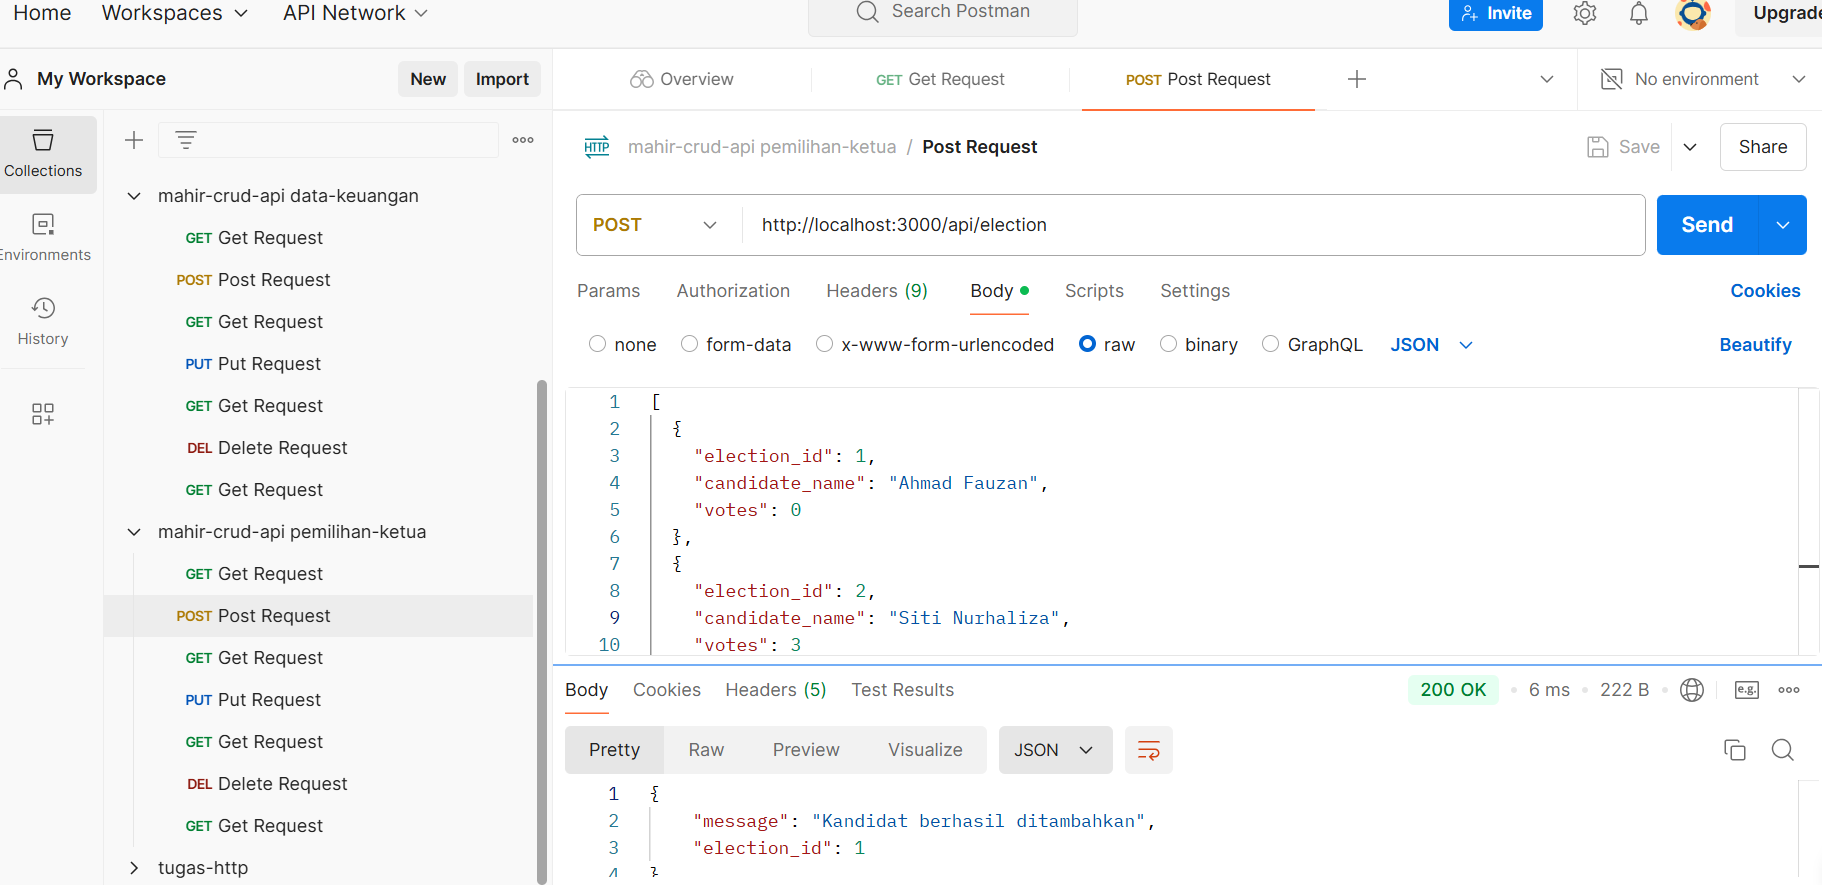 Home Workspaces API Network Search Postman Invite
My Workspace New Import Overview GET Get Request POST Post Request No environment
Collections
Environments
History
mahir-crud-api data-keuangan
GET Get Request
POST Post Request
GET Get Request
PUT Put Request
GET Get Request
DEL Delete Request
GET Get Request
mahir-crud-api pemilihan-ketua
GET Get Request
POST Post Request
GET Get Request
PUT Put Request
GET Get Request
DEL Delete Request
GET Get Request
tugas-http
HTTP mahir-crud-api pemilihan-ketua / Post Request Save Share
POST http://localhost:3000/api/election Send
Params Authorization Headers (9) Body Scripts Settings Cookies
none form-data x-www-form-urlencoded raw binary GraphQL JSON Beautify
1 [
2 {
3 "election_id": 1,
4 "candidate_name": "Ahmad Fauzan",
5 "votes": 0
6 },
7 {
8 "election_id": 2,
9 "candidate_name": "Siti Nurhaliza",
10 "votes": 3
Body Cookies Headers (5) Test Results 200 OK 6 ms 222 B e.g.
Pretty Raw Preview Visualize JSON
1 {
2 "message": "Kandidat berhasil ditambahkan",
3 "election_id": 1
4 }